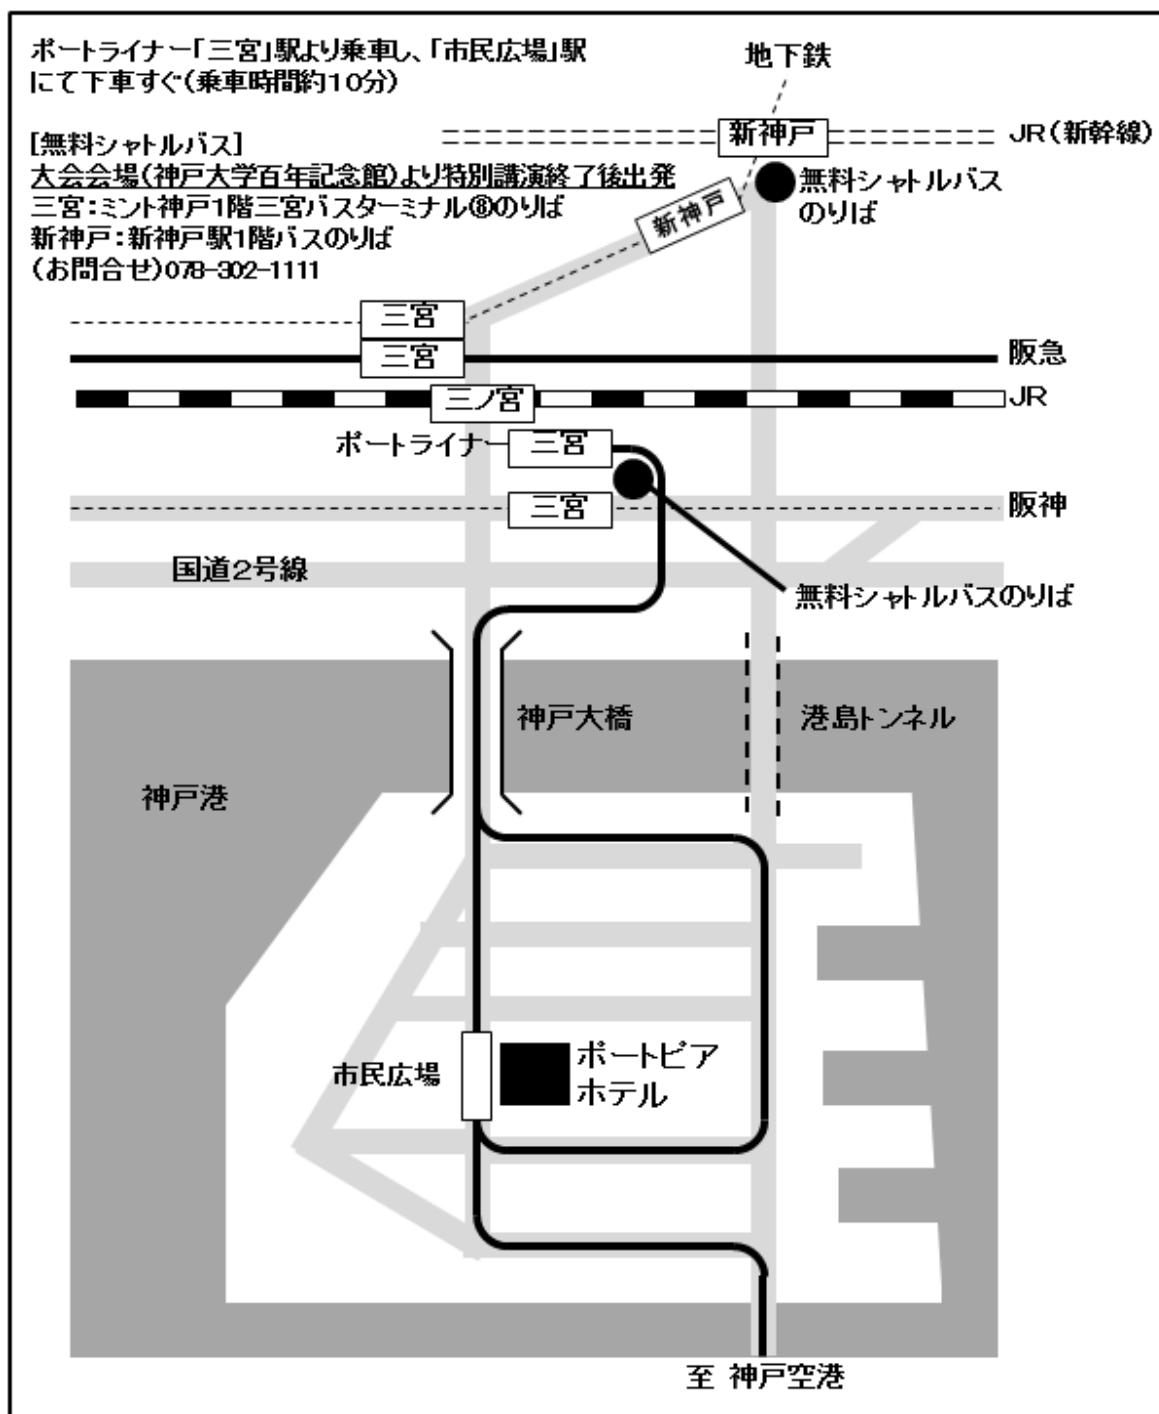 ポートライナー「三宮」駅より乗車し、「市民広場」駅
にて下車すぐ(乗車時間約10分)
[無料シャトルバス]
大会会場(神戸大学百年記念館)より特別講演終了後出発
三宮:ミント神戸1階三宮バスターミナル⑧のりば
新神戸:新神戸駅1階バスのりば
(お問合せ)078-302-1111
地下鉄
新神戸
JR(新幹線)
無料シャトルバス
のりば
新神戸
三宮
三宮
阪急
三ノ宮
JR
ポートライナー
三宮
三宮
阪神
国道2号線
無料シャトルバスのりば
神戸大橋
港島トンネル
神戸港
市民広場
ポートピア
ホテル
至 神戸空港